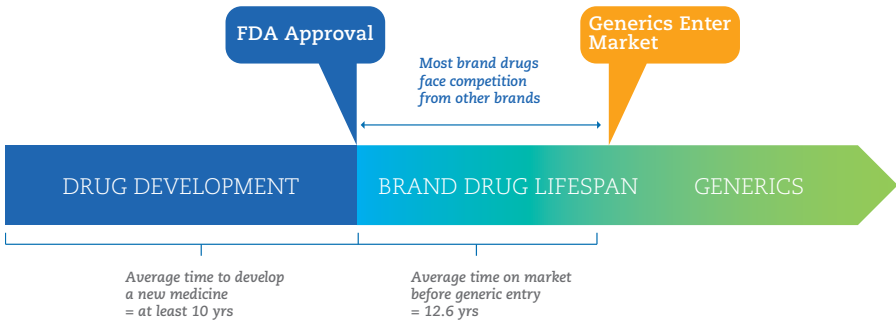 FDA Approval
Generics Enter
Market
Most brand drugs
face competition
from other brands
DRUG DEVELOPMENT
BRAND DRUG LIFESPAN
GENERICS
Average time to develop
a new medicine
= at least 10 yrs
Average time on market
before generic entry
= 12.6 yrs